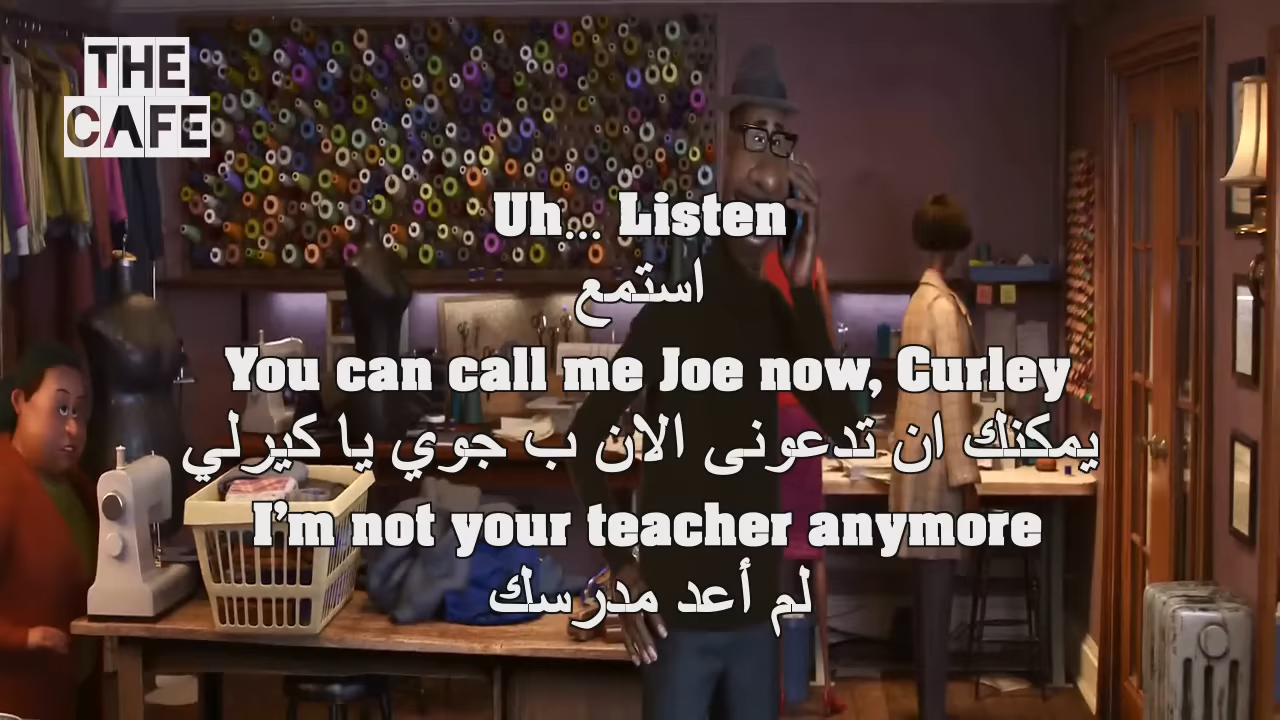 THE
CAFE
Uh... Listen
استمع
You can call me Joe now, Curley
يمكنك ان تدعونى الان ب جوي يا كيرلي
I'm not your teacher anymore
لم أعد مدرسك